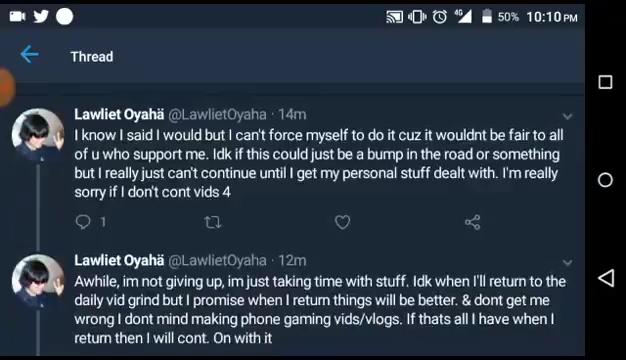 4G 50% 10:10 PM
Thread
Lawliet Oyahä @LawlietOyaha · 14m
I know I said I would but I can't force myself to do it cuz it wouldnt be fair to all
of u who support me. Idk if this could just be a bump in the road or something
but I really just can't continue until I get my personal stuff dealt with. I'm really
sorry if I don't cont vids 4
1
Lawliet Oyahä @LawlietOyaha · 12m
Awhile, im not giving up, im just taking time with stuff. Idk when I'll return to the
daily vid grind but I promise when I return things will be better. & dont get me
wrong I dont mind making phone gaming vids/vlogs. If thats all I have when I
return then I will cont. On with it